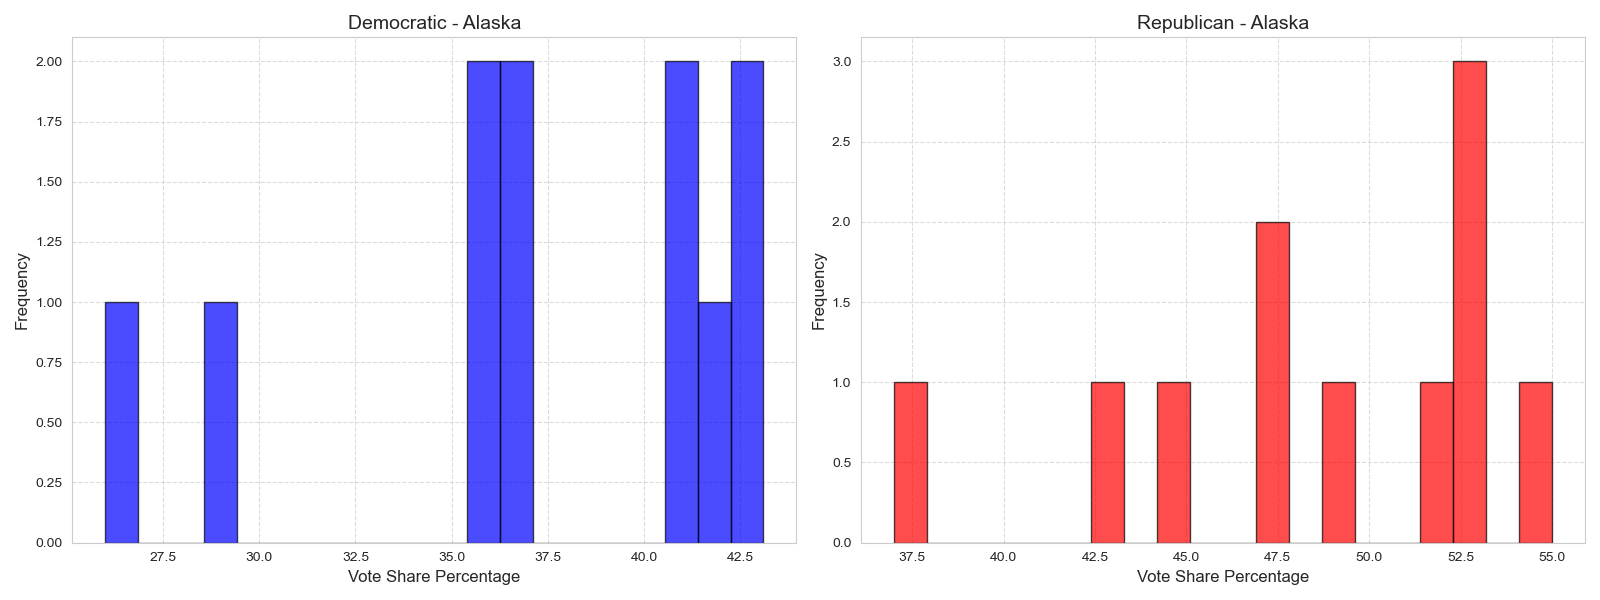 Democratic - Alaska
Frequency
2.00
1.75
1.50
1.25
1.00
0.75
0.50
0.25
0.00
27.5 30.0 32.5 35.0 37.5 40.0 42.5
Vote Share Percentage
Republican - Alaska
Frequency
3.0
2.5
2.0
1.5
1.0
0.5
0.0
37.5 40.0 42.5 45.0 47.5 50.0 52.5 55.0
Vote Share Percentage